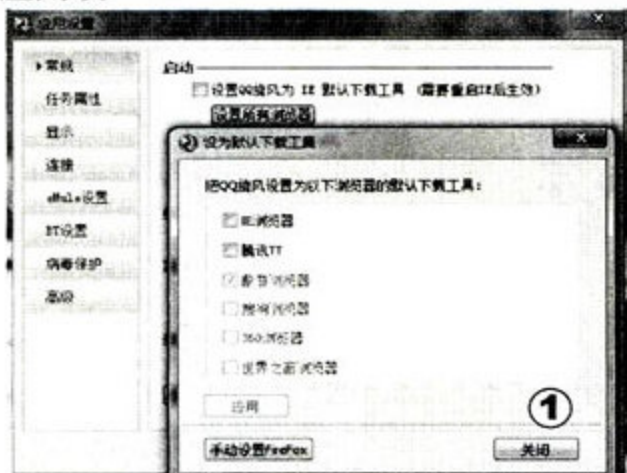 使用设置
常规
任务属性
显示
连接
eMule设置
BT设置
病毒保护
高级
启动
设置QQ旋风为 IE 默认下载工具 (需要重启IE后生效)
设置所有浏览器
设为默认下载工具
把QQ旋风设置为以下浏览器的默认下载工具:
IE浏览器
腾讯TT
搜狗浏览器
360浏览器
世界之窗浏览器
应用
①
手动设置FireFox
关闭